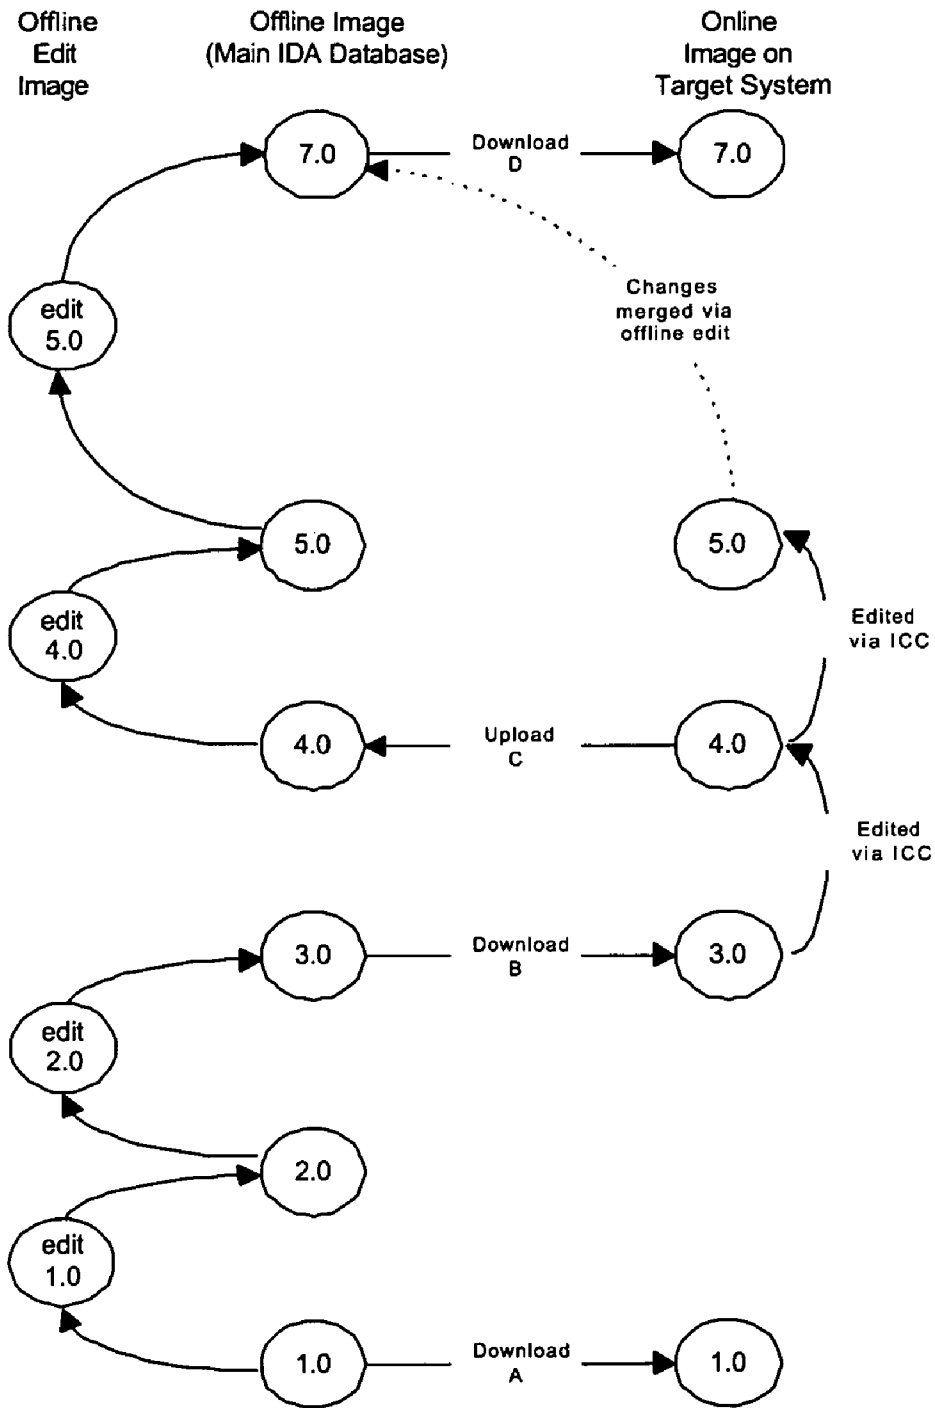 Offline
Edit
Image
Offline Image
(Main IDA Database)
Online
Image on
Target System
7.0
Download
D
7.0
edit
5.0
Changes
merged via
offline edit
5.0
5.0
edit
4.0
Edited
via ICC
4.0
Upload
C
4.0
Edited
via ICC
3.0
Download
B
3.0
edit
2.0
2.0
edit
1.0
1.0
Download
A
1.0